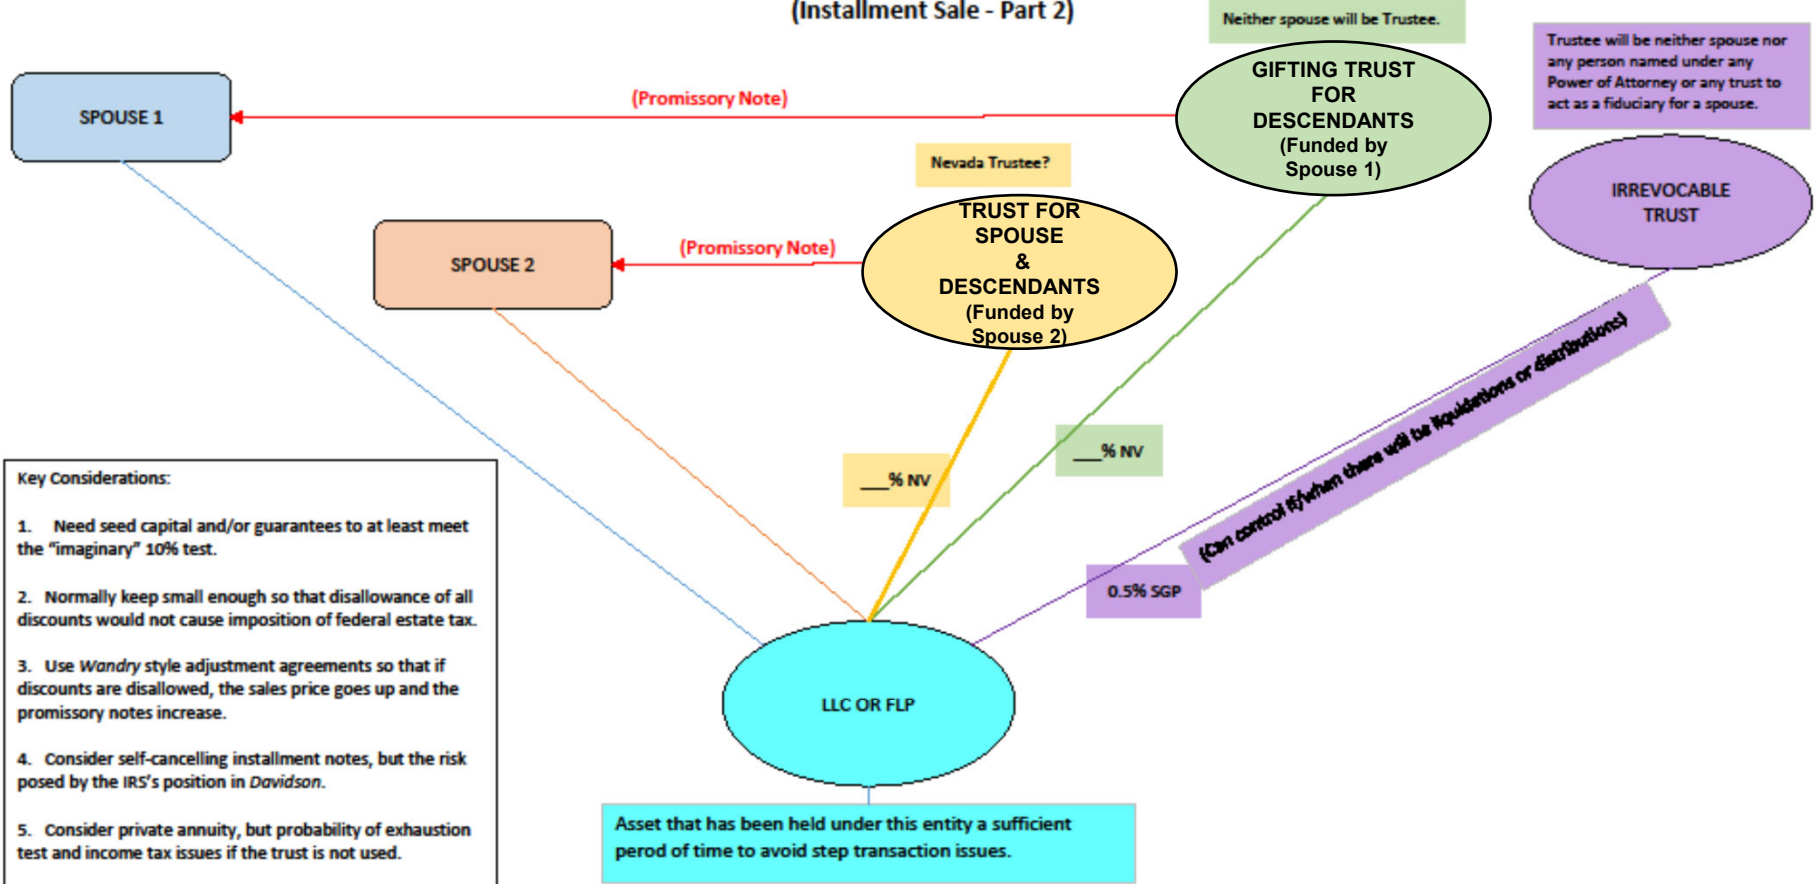 (Installment Sale - Part 2)
Neither spouse will be Trustee.
Trustee will be neither spouse nor
any person named under any
Power of Attorney or any trust to
act as a fiduciary for a spouse.
SPOUSE 1
(Promissory Note)
GIFTING TRUST
FOR
DESCENDANTS
(Funded by
Spouse 1)
Nevada Trustee?
IRREVOCABLE
TRUST
SPOUSE 2
(Promissory Note)
TRUST FOR
SPOUSE
&
DESCENDANTS
(Funded by
Spouse 2)
(Can control if/when there will be liquidations or distributions)
___% NV
___% NV
0.5% SGP
Key Considerations:
1. Need seed capital and/or guarantees to at least meet
the "imaginary" 10% test.
2. Normally keep small enough so that disallowance of all
discounts would not cause imposition of federal estate tax.
3. Use Wandry style adjustment agreements so that if
discounts are disallowed, the sales price goes up and the
promissory notes increase.
4. Consider self-cancelling installment notes, but the risk
posed by the IRS's position in Davidson.
5. Consider private annuity, but probability of exhaustion
test and income tax issues if the trust is not used.
LLC OR FLP
Asset that has been held under this entity a sufficient
perod of time to avoid step transaction issues.